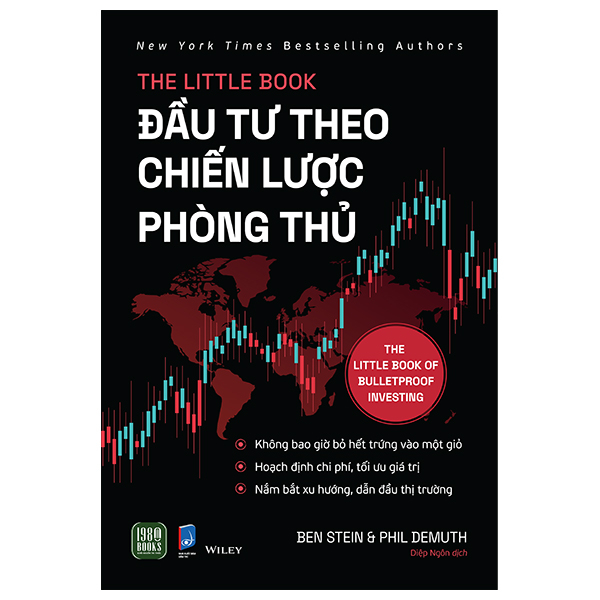 New York Times Bestselling Authors
THE LITTLE BOOK
ĐẦU TƯ THEO
CHIẾN LƯỢC
PHÒNG THỦ
THE
LITTLE BOOK OF
BULLETPROOF
INVESTING
Không bao giờ bỏ hết trứng vào một giỏ
Hoạch định chi phí, tối ưu giá trị
Nắm bắt xu hướng, dẫn đầu thị trường
BEN STEIN & PHIL DEMUTH
Diệp Ngôn dịch
1980
BOOKS
WILEY